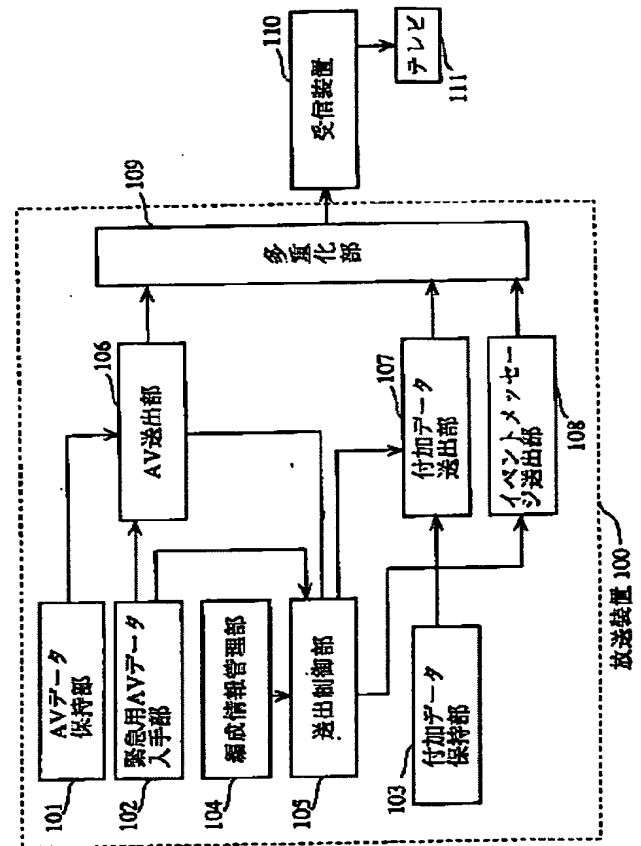 AVデータ
保持部
101
緊急用AVデータ
入手部
102
編成情報管理部
104
送出制御部
105
付加データ
保持部
103
AV送出部
106
付加データ
送出部
107
イベントメッセー
ジ送出部
108
多重化部
109
受信装置
110
テレビ
111
放送装置 100